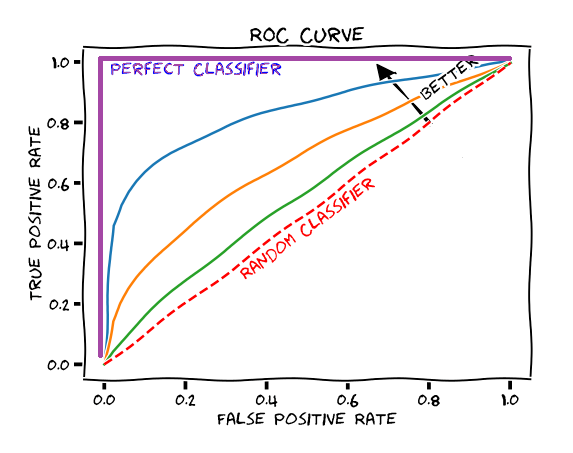 ROC CURVE
PERFECT CLASSIFIER
BETTER
RANDOM CLASSIFIER
TRUE POSITIVE RATE
1.0
0.8
0.6
0.4
0.2
0.0
0.0 0.2 0.4 0.6 0.8 1.0
FALSE POSITIVE RATE